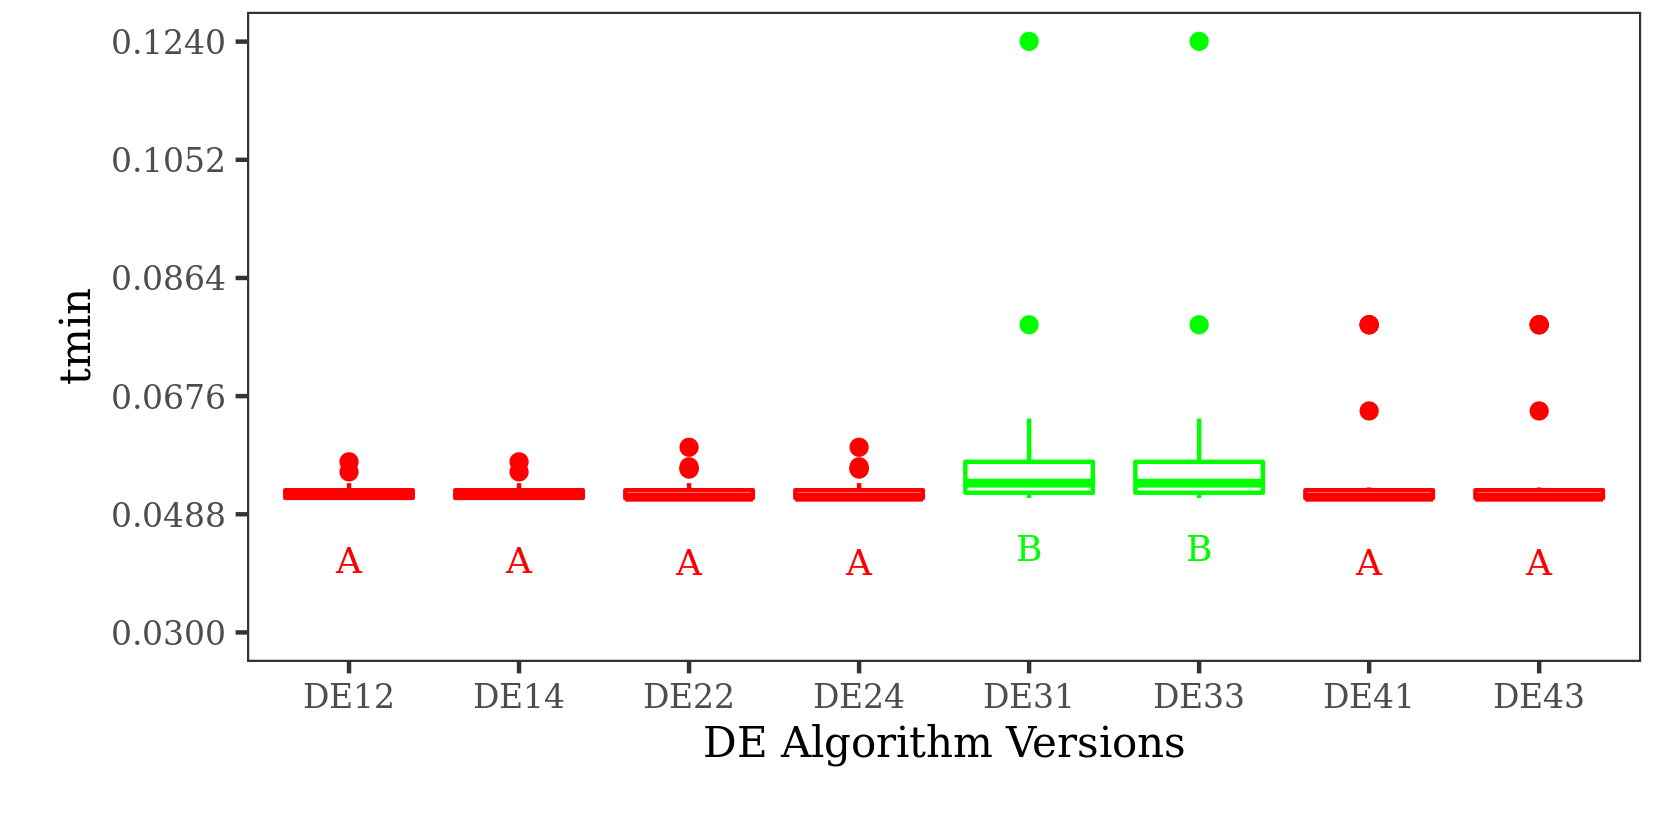 0.1240
0.1052
0.0864
0.0676
0.0488
0.0300
tmin
A A A A B B A A
DE12 DE14 DE22 DE24 DE31 DE33 DE41 DE43
DE Algorithm Versions